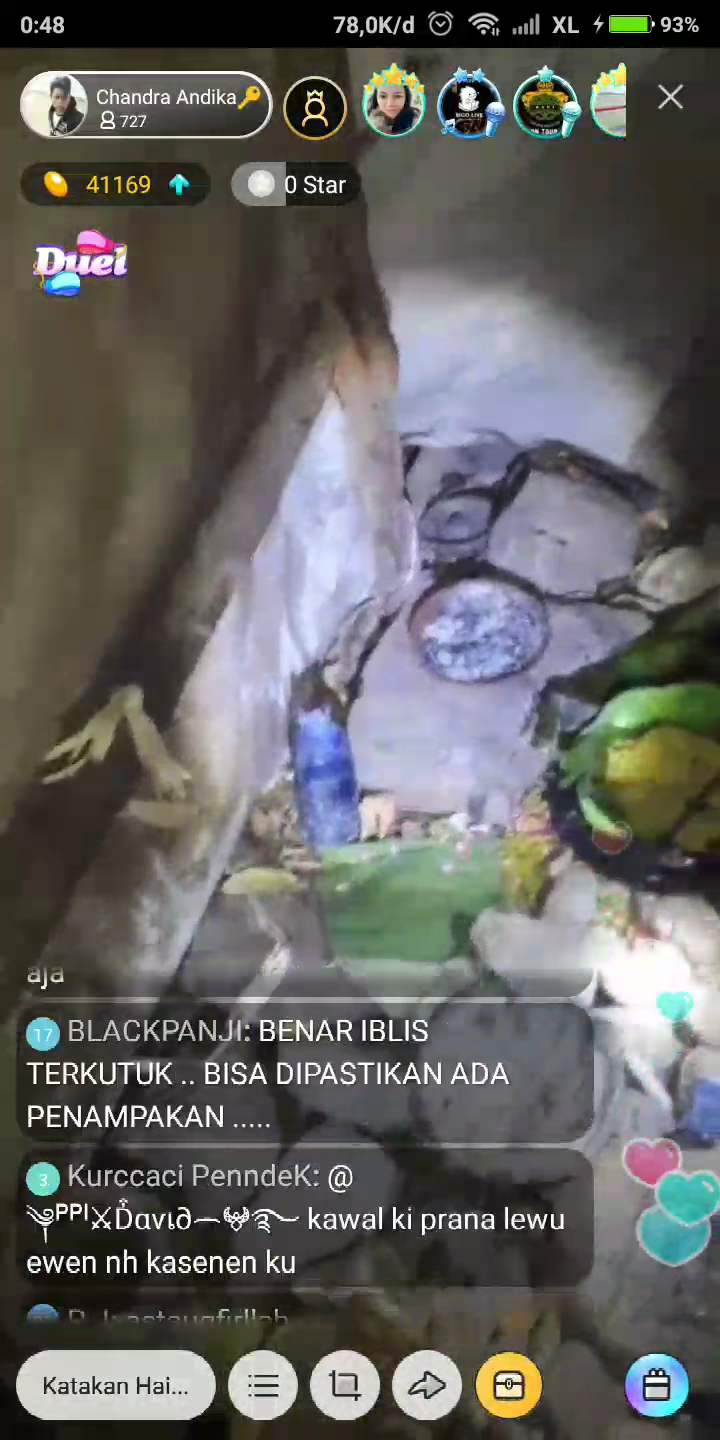 0:48 78,0K/d XL 93%
Chandra Andika
727
41169 0 Star
Duel
aja
17 BLACKPANJI: BENAR IBLIS
TERKUTUK .. BISA DIPASTIKAN ADA
PENAMPAKAN .....
3 Kurccaci PenndeK: @
kawal ki prana lewu
ewen nh kasenen ku
Katakan Hai...